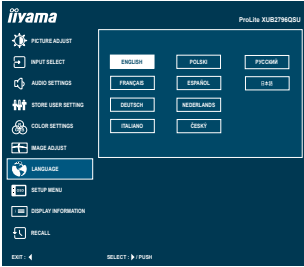 iiyama
ProLite XUB2796QSU
PICTURE ADJUST
INPUT SELECT
AUDIO SETTINGS
STORE USER SETTING
COLOR SETTINGS
IMAGE ADJUST
LANGUAGE
SETUP MENU
DISPLAY INFORMATION
RECALL
ENGLISH POLSKI РУССКИЙ
FRANÇAIS ESPAÑOL 日本語
DEUTSCH NEDERLANDS
ITALIANO ČESKÝ
OSD
EXIT : SELECT : / PUSH